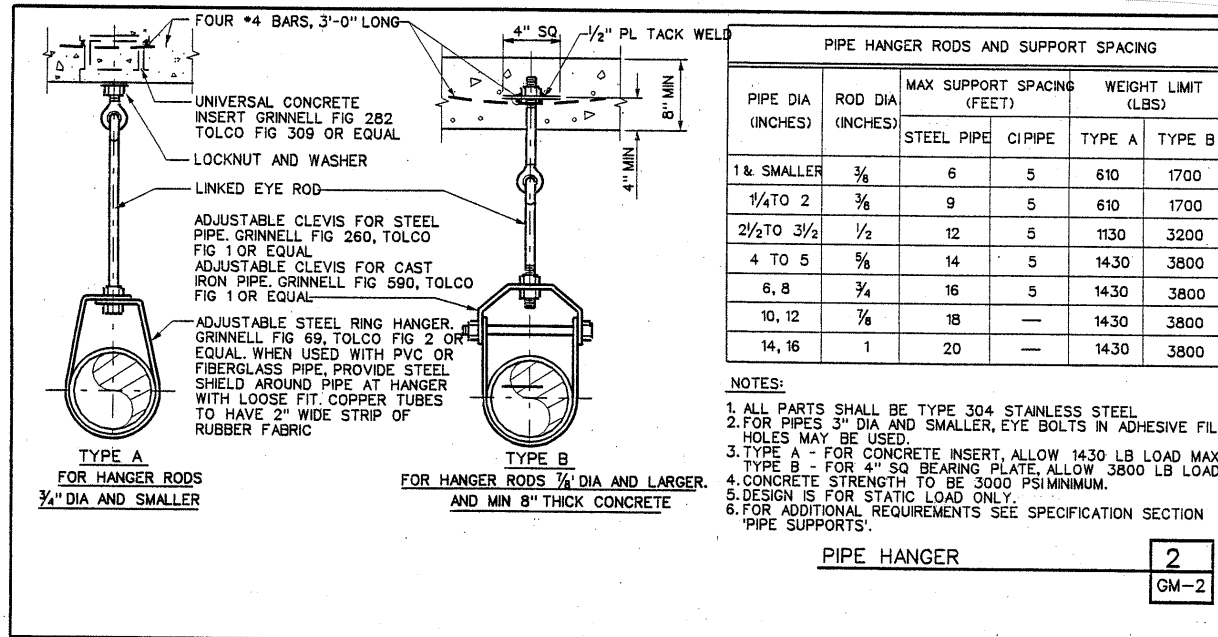 FOUR #4 BARS, 3'-0" LONG
4" SQ
1/2" PL TACK WELD
8" MIN
4" MIN
UNIVERSAL CONCRETE
INSERT GRINNELL FIG 282
TOLCO FIG 309 OR EQUAL
LOCKNUT AND WASHER
LINKED EYE ROD
ADJUSTABLE CLEVIS FOR STEEL
PIPE. GRINNELL FIG 260, TOLCO
FIG 1 OR EQUAL
ADJUSTABLE CLEVIS FOR CAST
IRON PIPE. GRINNELL FIG 590, TOLCO
FIG 1 OR EQUAL
ADJUSTABLE STEEL RING HANGER.
GRINNELL FIG 69, TOLCO FIG 2 OR
EQUAL. WHEN USED WITH PVC OR
FIBERGLASS PIPE, PROVIDE STEEL
SHIELD AROUND PIPE AT HANGER
WITH LOOSE FIT. COPPER TUBES
TO HAVE 2" WIDE STRIP OF
RUBBER FABRIC
TYPE A
FOR HANGER RODS
3/4" DIA AND SMALLER
TYPE B
FOR HANGER RODS 7/8' DIA AND LARGER.
AND MIN 8" THICK CONCRETE
PIPE HANGER RODS AND SUPPORT SPACING
PIPE DIA
(INCHES)
ROD DIA
(INCHES)
MAX SUPPORT SPACING
(FEET)
WEIGHT LIMIT
(LBS)
STEEL PIPE CI PIPE TYPE A TYPE B
1 & SMALLER 3/8 6 5 610 1700
1 1/4 TO 2 3/8 9 5 610 1700
2 1/2 TO 3 1/2 1/2 12 5 1130 3200
4 TO 5 5/8 14 5 1430 3800
6, 8 3/4 16 5 1430 3800
10, 12 7/8 18 — 1430 3800
14, 16 1 20 — 1430 3800
NOTES:
1. ALL PARTS SHALL BE TYPE 304 STAINLESS STEEL
2. FOR PIPES 3" DIA AND SMALLER, EYE BOLTS IN ADHESIVE FIL
HOLES MAY BE USED.
3. TYPE A - FOR CONCRETE INSERT, ALLOW 1430 LB LOAD MAX
TYPE B - FOR 4" SQ BEARING PLATE, ALLOW 3800 LB LOAD
4. CONCRETE STRENGTH TO BE 3000 PSI MINIMUM.
5. DESIGN IS FOR STATIC LOAD ONLY.
6. FOR ADDITIONAL REQUIREMENTS SEE SPECIFICATION SECTION
'PIPE SUPPORTS'.
PIPE HANGER
2
GM-2